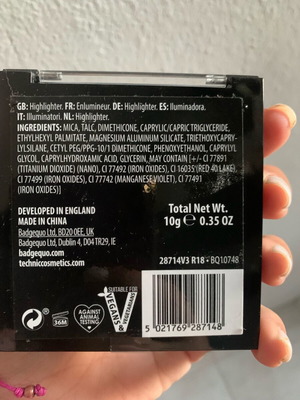 GB: Highlighter. FR: Enlumineur. DE: Highlighter. ES: Iluminadora.
IT: Illuminatori. NL: Highlighter.
INGREDIENTS: MICA, TALC, DIMETHICONE, CAPRYLIC/CAPRIC TRIGLYCERIDE,
ETHYLHEXYL PALMITATE, MAGNESIUM ALUMINUM SILICATE, TRIETHOXYCAPRY-
LYLSILANE, CETYL PEG/PPG-10/1 DIMETHICONE, PHENOXYETHANOL, CAPRYLYL
GLYCOL, CAPRYLHYDROXAMIC ACID, GLYCERIN, MAY CONTAIN [+/- CI 77891
(TITANIUM DIOXIDE) (NANO), CI 77492 (IRON OXIDES), CI 16035 (RED 40 LAKE)
CI 77499 (IRON OXIDES), CI 77742 (MANGANESE VIOLET), CI 77491
(IRON OXIDES)]
DEVELOPED IN ENGLAND
MADE IN CHINA
Badgequo Ltd, BD20 0EE, UK
Badgequo Ltd, Dublin 4, D04 TR29, IE
badgequo.com
techniccosmetics.com
Total Net Wt.
10g e 0.35 OZ
28714V3 R18 - BQ10748
36M
AGAINST
ANIMAL
TESTING
SUITABLE FOR
VEGANS &
VEGETARIANS
5 021769 287148